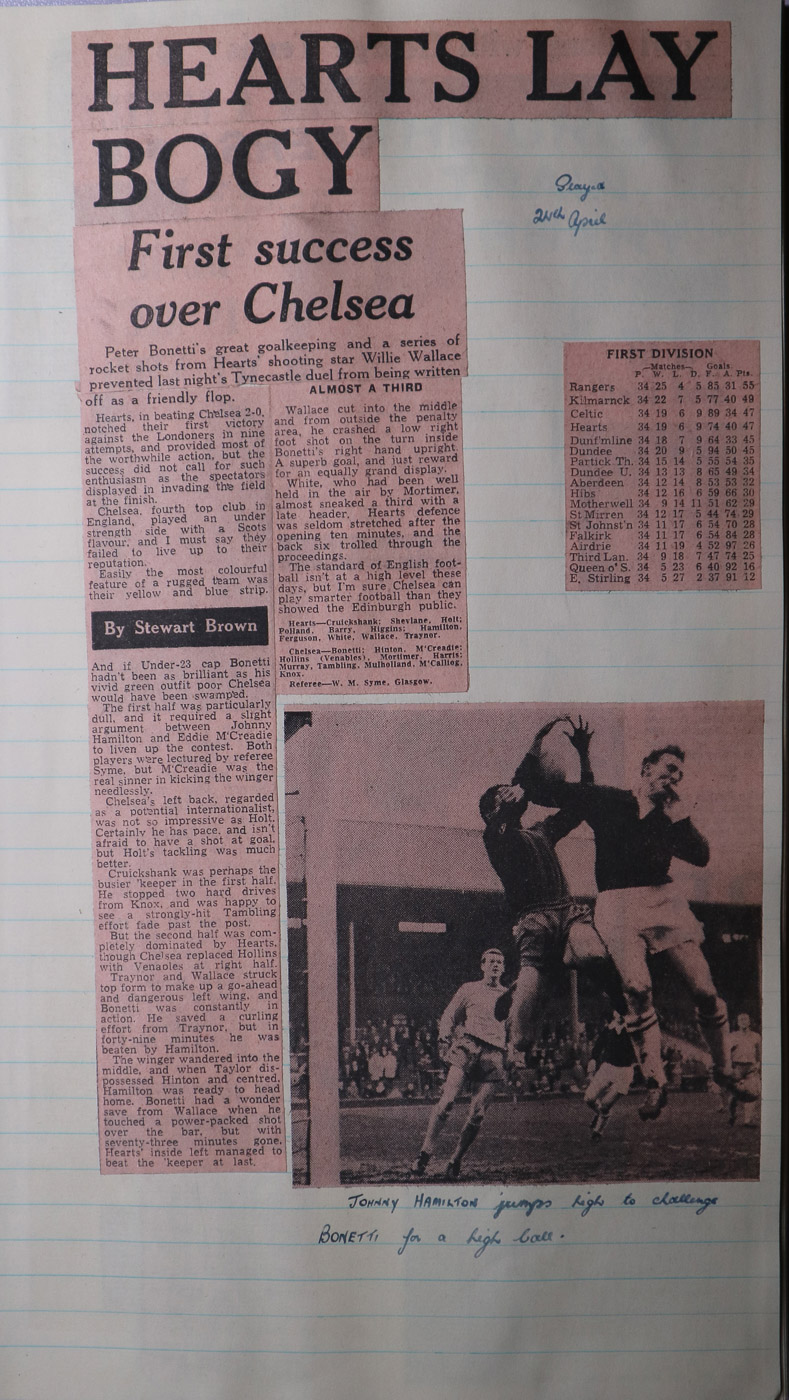 HEARTS LAY
BOGY
First success
over Chelsea
Peter Bonetti's great goalkeeping and a series of
rocket shots from Hearts' shooting star Willie Wallace
prevented last night's Tynecastle duel from being written
off as a friendly flop.
Hearts, in beating Chelsea 2-0,
notched their first victory
against the Londoners in nine
attempts, and provided most of
the worthwhile action, but the
success did not call for such
enthusiasm as the spectators
displayed in invading the field
at the finish.
Chelsea, fourth top club in
England, played an under
strength side with a Scots
flavour, and I must say they
failed to live up to their
reputation.
Easily the most colourful
feature of a rugged team was
their yellow and blue strip.
By Stewart Brown
And if Under-23 cap Bonetti
hadn't been as brilliant as his
vivid green outfit poor Chelsea
would have been swamped.
The first half was particularly
dull, and it required a slight
argument between Johnny
Hamilton and Eddie M'Creadie
to liven up the contest. Both
players were lectured by referee
Syme, but M'Creadie was the
real sinner in kicking the winger
needlessly.
Chelsea's left back, regarded
as a potential internationalist,
was not so impressive as Holt.
Certainly he has pace, and isn't
afraid to have a shot at goal,
but Holt's tackling was much
better.
Cruickshank was perhaps the
busier 'keeper in the first half.
He stopped two hard drives
from Knox, and was happy to
see a strongly-hit Tambling
effort fade past the post.
But the second half was com-
pletely dominated by Hearts,
though Chelsea replaced Hollins
with Venables at right half.
Traynor and Wallace struck
top form to make up a go-ahead
and dangerous left wing, and
Bonetti was constantly in
action. He saved a curling
effort from Traynor, but in
forty-nine minutes he was
beaten by Hamilton.
The winger wandered into the
middle, and when Taylor dis-
possessed Hinton and centred,
Hamilton was ready to head
home. Bonetti had a wonder
save from Wallace when he
touched a power-packed shot
over the bar, but with
seventy-three minutes gone,
Hearts' inside left managed to
beat the 'keeper at last.
ALMOST A THIRD
Wallace cut into the middle
and from outside the penalty
area, he crashed a low right
foot shot on the turn inside
Bonetti's right hand upright.
A superb goal, and just reward
for an equally grand display.
White, who had been well
held in the air by Mortimer,
almost sneaked a third with a
late header. Hearts defence
was seldom stretched after the
opening ten minutes, and the
back six trolled through the
proceedings.
The standard of English foot-
ball isn't at a high level these
days, but I'm sure Chelsea can
play smarter football than they
showed the Edinburgh public.
Hearts—Cruickshank; Shevlane, Holt;
Polland, Barry, Higgins; Hamilton,
Ferguson, White, Wallace, Traynor.
Chelsea—Bonetti; Hinton, M'Creadie;
Hollins (Venables), Mortimer, Harris;
Murray, Tambling, Mulholland, M'Calliog,
Knox.
Referee—W. M. Syme, Glasgow.
24th April
FIRST DIVISION
—Matches— Goals.
P. W. L. D. F. A. Pts.
Rangers 34 25 4 5 85 31 55
Kilmarnck 34 22 7 5 77 40 49
Celtic 34 19 6 9 89 34 47
Hearts 34 19 6 9 74 40 47
Dunf'mline 34 18 7 9 64 33 45
Dundee 34 20 9 5 94 50 45
Partick Th. 34 15 14 5 55 54 35
Dundee U. 34 13 13 8 65 49 34
Aberdeen 34 12 14 8 53 53 32
Hibs 34 12 16 6 59 66 30
Motherwell 34 9 14 11 51 62 29
St Mirren 34 12 17 5 44 74 29
St Johnst'n 34 11 17 6 54 70 28
Falkirk 34 11 17 6 54 84 28
Airdrie 34 11 19 4 52 97 26
Third Lan. 34 9 18 7 47 74 25
Queen o' S. 34 5 23 6 40 92 16
E. Stirling 34 5 27 2 37 91 12
JOHNNY HAMILTON jumps high to challenge
BONETTI for a high ball.